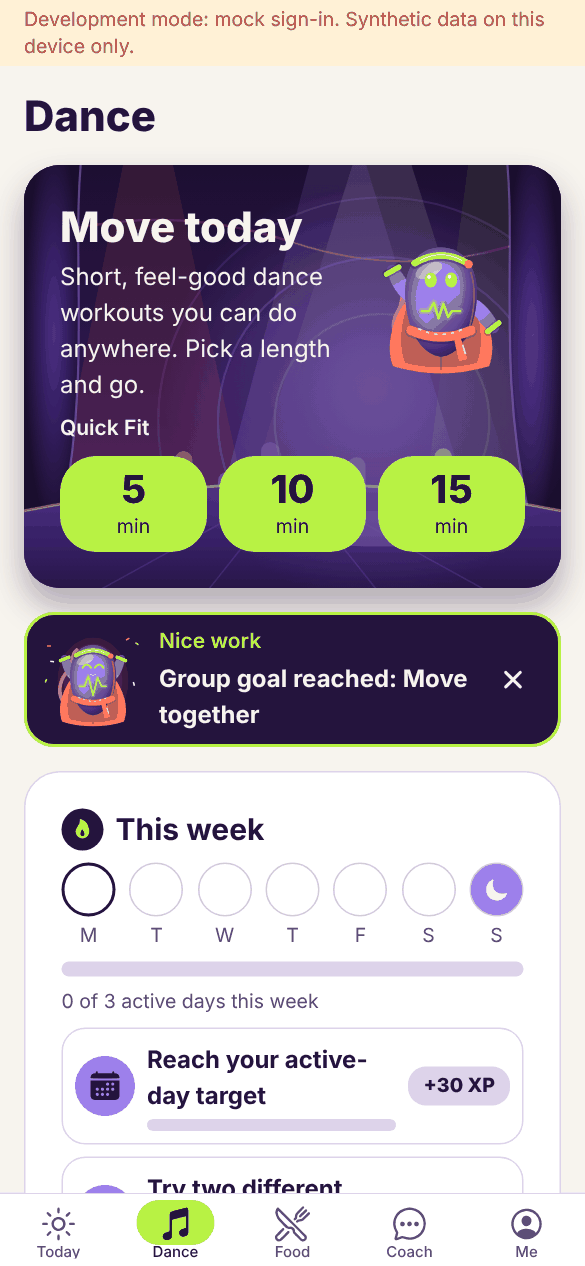 Development mode: mock sign-in. Synthetic data on this
device only.
Dance
Move today
Short, feel-good dance
workouts you can do
anywhere. Pick a length
and go.
Quick Fit
5 10 15
min min min
Nice work
Group goal reached: Move
together
This week
M T W T F S S
0 of 3 active days this week
Reach your active-
day target
+30 XP
Try two different
Today Dance Food Coach Me